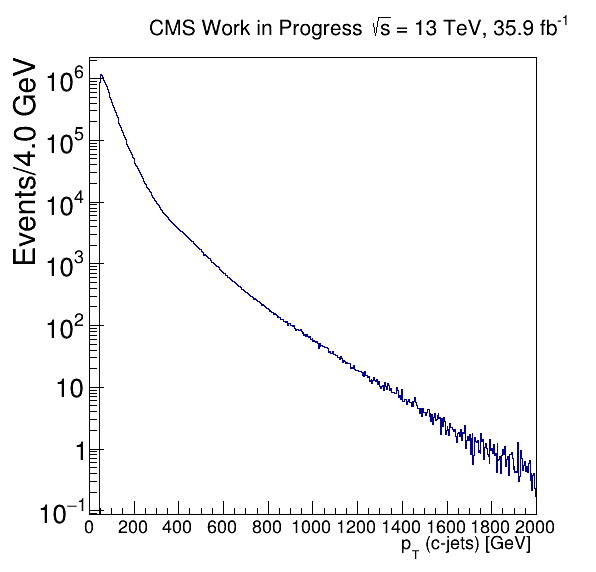 CMS Work in Progress √s = 13 TeV, 35.9 fb⁻¹
Events/4.0 GeV
10⁶
10⁵
10⁴
10³
10²
10
1
10⁻¹
0 200 400 600 800 1000 1200 1400 1600 1800 2000
p_T (c-jets) [GeV]